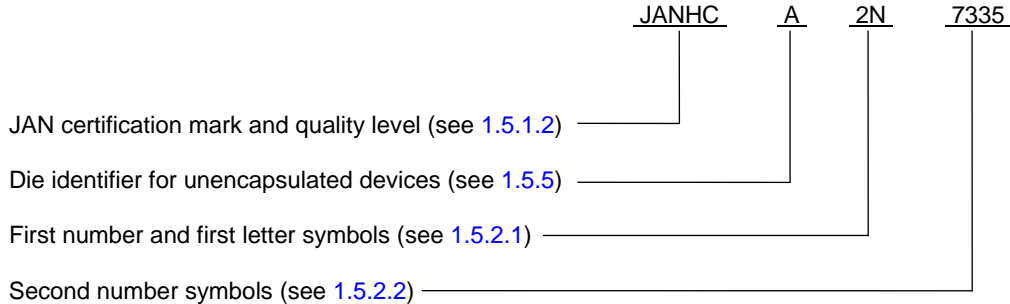 JANHC A 2N 7335
JAN certification mark and quality level (see 1.5.1.2)
Die identifier for unencapsulated devices (see 1.5.5)
First number and first letter symbols (see 1.5.2.1)
Second number symbols (see 1.5.2.2)